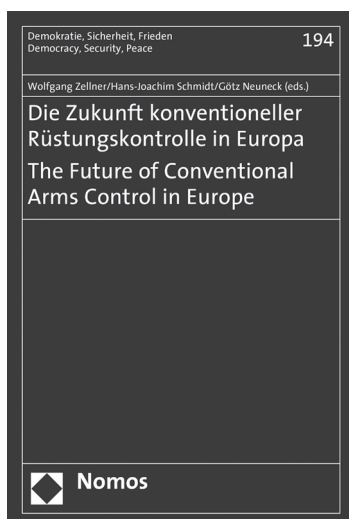 Demokratie, Sicherheit, Frieden
Democracy, Security, Peace
194
Wolfgang Zellner/Hans-Joachim Schmidt/Götz Neuneck (eds.)
Die Zukunft konventioneller
Rüstungskontrolle in Europa
The Future of Conventional
Arms Control in Europe
Nomos